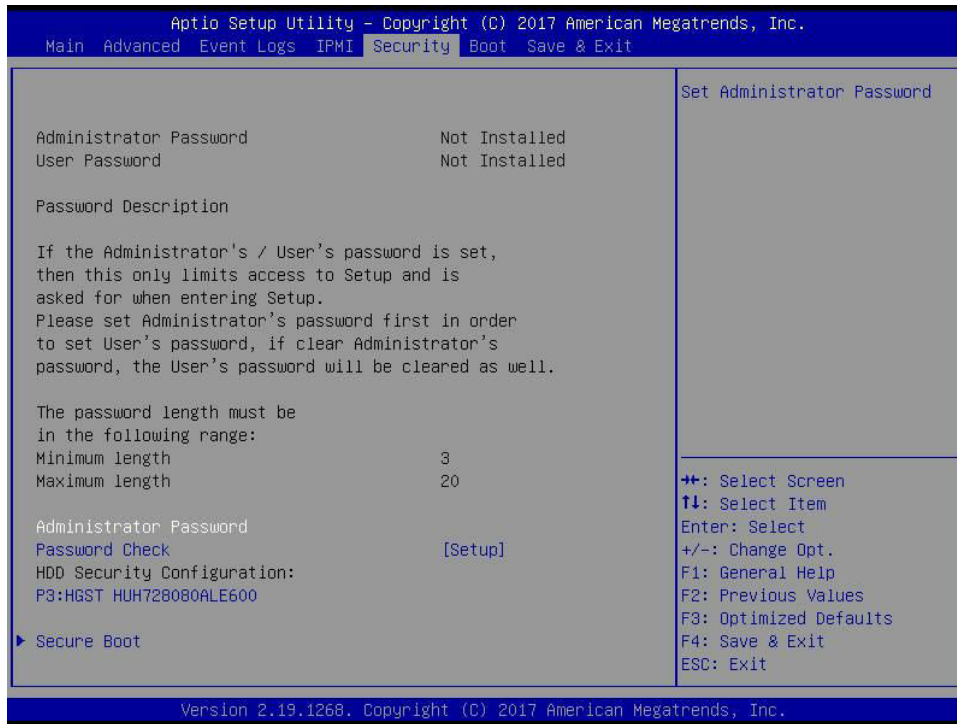 Aptio Setup Utility – Copyright (C) 2017 American Megatrends, Inc.
Main Advanced Event Logs IPMI Security Boot Save & Exit
Set Administrator Password
Administrator Password Not Installed
User Password Not Installed
Password Description
If the Administrator's / User's password is set,
then this only limits access to Setup and is
asked for when entering Setup.
Please set Administrator's password first in order
to set User's password, if clear Administrator's
password, the User's password will be cleared as well.
The password length must be
in the following range:
Minimum length 3
Maximum length 20
Administrator Password
Password Check [Setup]
HDD Security Configuration:
P3:HGST HUH728080ALE600
▶ Secure Boot
→←: Select Screen
↑↓: Select Item
Enter: Select
+/-: Change Opt.
F1: General Help
F2: Previous Values
F3: Optimized Defaults
F4: Save & Exit
ESC: Exit
Version 2.19.1268. Copyright (C) 2017 American Megatrends, Inc.